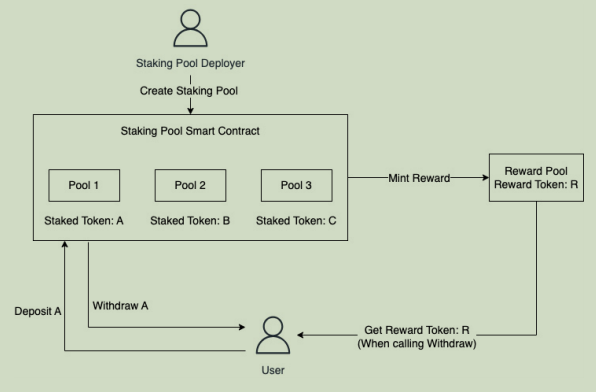 Staking Pool Deployer
Create Staking Pool
Staking Pool Smart Contract
Pool 1
Pool 2
Pool 3
Staked Token: A
Staked Token: B
Staked Token: C
Mint Reward
Reward Pool
Reward Token: R
Deposit A
Withdraw A
Get Reward Token: R
(When calling Withdraw)
User